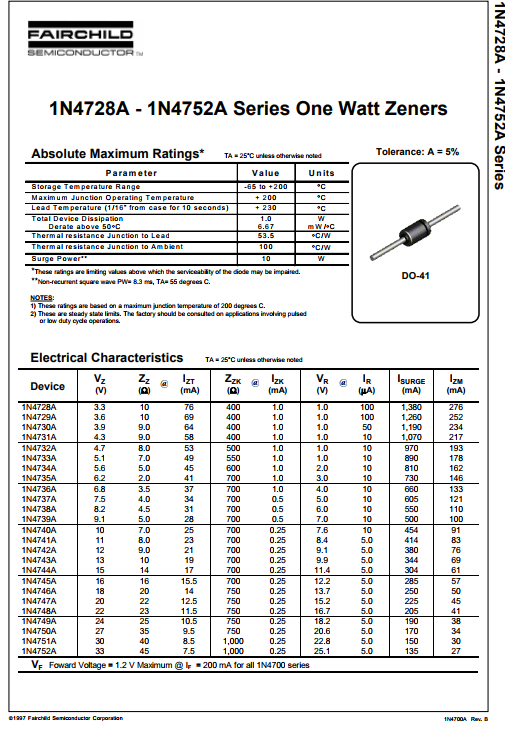 FAIRCHILD
SEMICONDUCTOR™
1N4728A - 1N4752A Series
1N4728A - 1N4752A Series One Watt Zeners
Absolute Maximum Ratings* TA = 25°C unless otherwise noted
Tolerance: A = 5%
Parameter Value Units
Storage Temperature Range -65 to +200 °C
Maximum Junction Operating Temperature + 200 °C
Lead Temperature (1/16" from case for 10 seconds) + 230 °C
Total Device Dissipation 1.0 W
Derate above 50°C 6.67 mW/°C
Thermal resistance Junction to Lead 53.5 °C/W
Thermal resistance Junction to Ambient 100 °C/W
Surge Power** 10 W
*These ratings are limiting values above which the serviceability of the diode may be impaired.
**Non-recurrent square wave PW= 8.3 ms, TA= 55 degrees C.
DO-41
NOTES:
1) These ratings are based on a maximum junction temperature of 200 degrees C.
2) These are steady state limits. The factory should be consulted on applications involving pulsed
or low duty cycle operations.
Electrical Characteristics TA = 25°C unless otherwise noted
Device VZ (V) ZZ (Ω) @ IZT (mA) ZZK (Ω) @ IZK (mA) VR (V) @ IR (µA) ISURGE (mA) IZM (mA)
1N4728A 3.3 10 76 400 1.0 1.0 100 1,380 276
1N4729A 3.6 10 69 400 1.0 1.0 100 1,260 252
1N4730A 3.9 9.0 64 400 1.0 1.0 50 1,190 234
1N4731A 4.3 9.0 58 400 1.0 1.0 10 1,070 217
1N4732A 4.7 8.0 53 500 1.0 1.0 10 970 193
1N4733A 5.1 7.0 49 550 1.0 1.0 10 890 178
1N4734A 5.6 5.0 45 600 1.0 2.0 10 810 162
1N4735A 6.2 2.0 41 700 1.0 3.0 10 730 146
1N4736A 6.8 3.5 37 700 1.0 4.0 10 660 133
1N4737A 7.5 4.0 34 700 0.5 5.0 10 605 121
1N4738A 8.2 4.5 31 700 0.5 6.0 10 550 110
1N4739A 9.1 5.0 28 700 0.5 7.0 10 500 100
1N4740A 10 7.0 25 700 0.25 7.6 10 454 91
1N4741A 11 8.0 23 700 0.25 8.4 5.0 414 83
1N4742A 12 9.0 21 700 0.25 9.1 5.0 380 76
1N4743A 13 10 19 700 0.25 9.9 5.0 344 69
1N4744A 15 14 17 700 0.25 11.4 5.0 304 61
1N4745A 16 16 15.5 700 0.25 12.2 5.0 285 57
1N4746A 18 20 14 750 0.25 13.7 5.0 250 50
1N4747A 20 22 12.5 750 0.25 15.2 5.0 225 45
1N4748A 22 23 11.5 750 0.25 16.7 5.0 205 41
1N4749A 24 25 10.5 750 0.25 18.2 5.0 190 38
1N4750A 27 35 9.5 750 0.25 20.6 5.0 170 34
1N4751A 30 40 8.5 1,000 0.25 22.8 5.0 150 30
1N4752A 33 45 7.5 1,000 0.25 25.1 5.0 135 27
VF Foward Voltage = 1.2 V Maximum @ IF = 200 mA for all 1N4700 series
©1997 Fairchild Semiconductor Corporation
1N4700A Rev. B